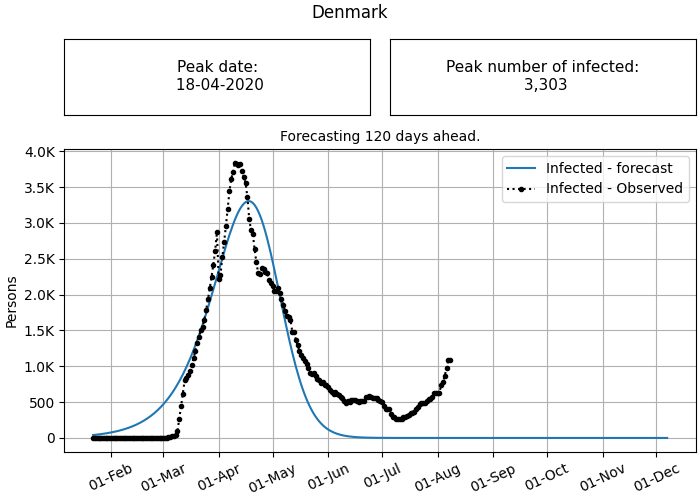 Denmark
Peak date:
18-04-2020
Peak number of infected:
3,303
Forecasting 120 days ahead.
4.0K
3.5K
3.0K
2.5K
2.0K
1.5K
1.0K
500
0
Persons
Infected - forecast
Infected - Observed
01-Feb
01-Mar
01-Apr
01-May
01-Jun
01-Jul
01-Aug
01-Sep
01-Oct
01-Nov
01-Dec